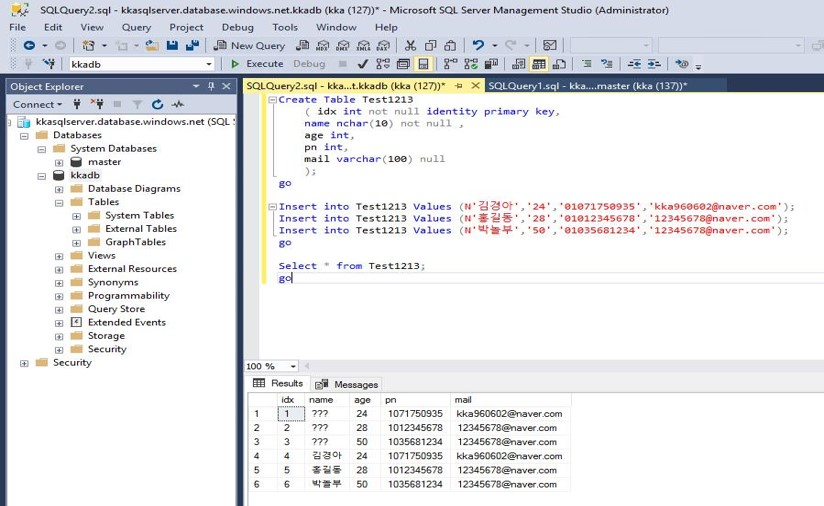 SQLQuery2.sql - kkasqlserver.database.windows.net.kkadb (kka (127))* - Microsoft SQL Server Management Studio (Administrator)
File Edit View Query Project Debug Tools Window Help
New Query
kkadb
Execute Debug
Object Explorer
Connect
kkasqlserver.database.windows.net (SQL S
Databases
System Databases
master
kkadb
Database Diagrams
Tables
System Tables
External Tables
GraphTables
Views
External Resources
Synonyms
Programmability
Query Store
Extended Events
Storage
Security
Security
SQLQuery2.sql - kka...t.kkadb (kka (127))* SQLQuery1.sql - kka....master (kka (137))*
Create Table Test1213
( idx int not null identity primary key,
name nchar(10) not null ,
age int,
pn int,
mail varchar(100) null
);
go
Insert into Test1213 Values (N'김경아','24','01071750935','kka960602@naver.com');
Insert into Test1213 Values (N'홍길동','28','01012345678','12345678@naver.com');
Insert into Test1213 Values (N'박놀부','50','01035681234','12345678@naver.com');
go
Select * from Test1213;
go
100 %
Results Messages
idx name age pn mail
1 1 ??? 24 1071750935 kka960602@naver.com
2 2 ??? 28 1012345678 12345678@naver.com
3 3 ??? 50 1035681234 12345678@naver.com
4 4 김경아 24 1071750935 kka960602@naver.com
5 5 홍길동 28 1012345678 12345678@naver.com
6 6 박놀부 50 1035681234 12345678@naver.com